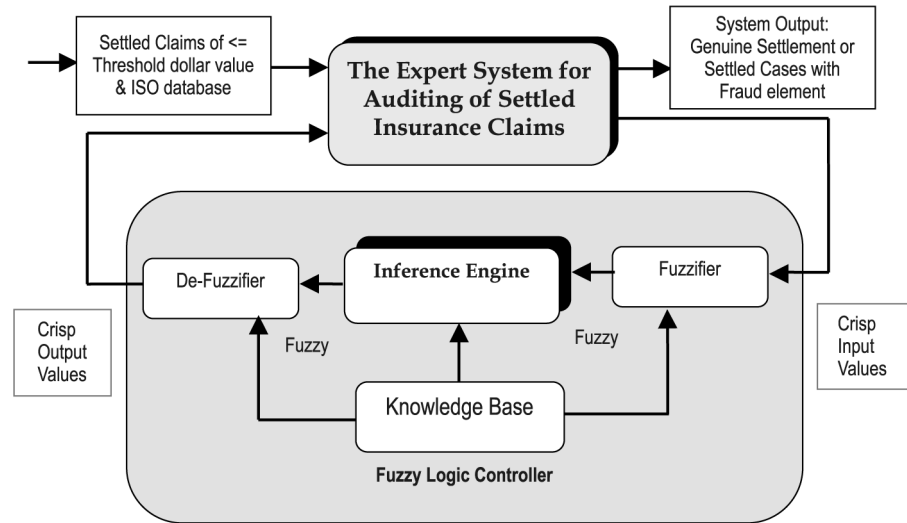 Settled Claims of <=
Threshold dollar value
& ISO database
The Expert System for
Auditing of Settled
Insurance Claims
System Output:
Genuine Settlement or
Settled Cases with
Fraud element
De-Fuzzifier
Inference Engine
Fuzzifier
Crisp
Output
Values
Fuzzy
Fuzzy
Crisp
Input
Values
Knowledge Base
Fuzzy Logic Controller